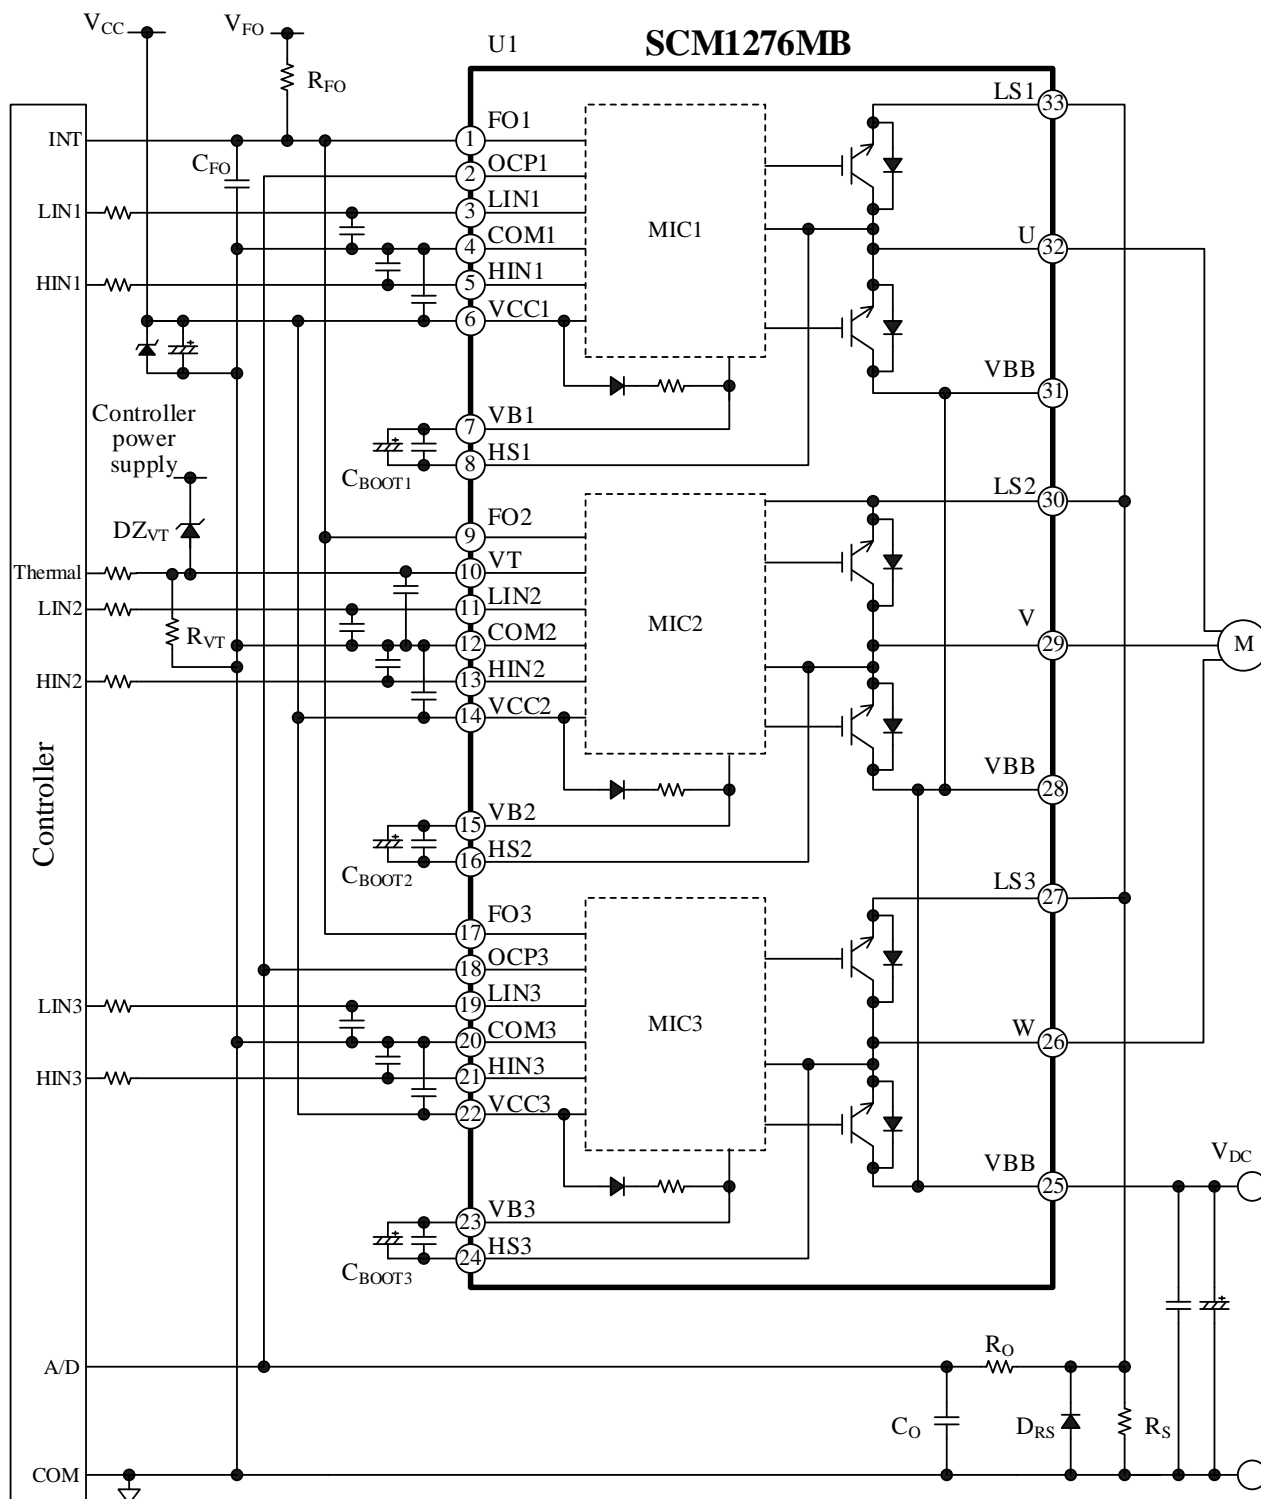 SCM1276MB
U1
VCC
VFO
RFO
CFO
Controller
INT
LIN1
HIN1
Controller
power
supply
DZVT
Thermal
LIN2
RVT
HIN2
LIN3
HIN3
A/D
COM
1 FO1
2 OCP1
3 LIN1
4 COM1
5 HIN1
6 VCC1
7 VB1
8 HS1
CBOOT1
MIC1
9 FO2
10 VT
11 LIN2
12 COM2
13 HIN2
14 VCC2
15 VB2
16 HS2
CBOOT2
MIC2
17 FO3
18 OCP3
19 LIN3
20 COM3
21 HIN3
22 VCC3
23 VB3
24 HS3
CBOOT3
MIC3
LS1 33
U 32
VBB 31
LS2 30
V 29
M
VBB 28
LS3 27
W 26
VBB 25
VDC
RO
CO
DRS
RS